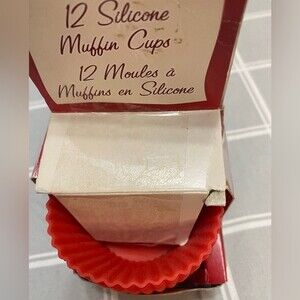 12 Silicone
Muffin Cups
12 Moules à
Muffins en Silicone